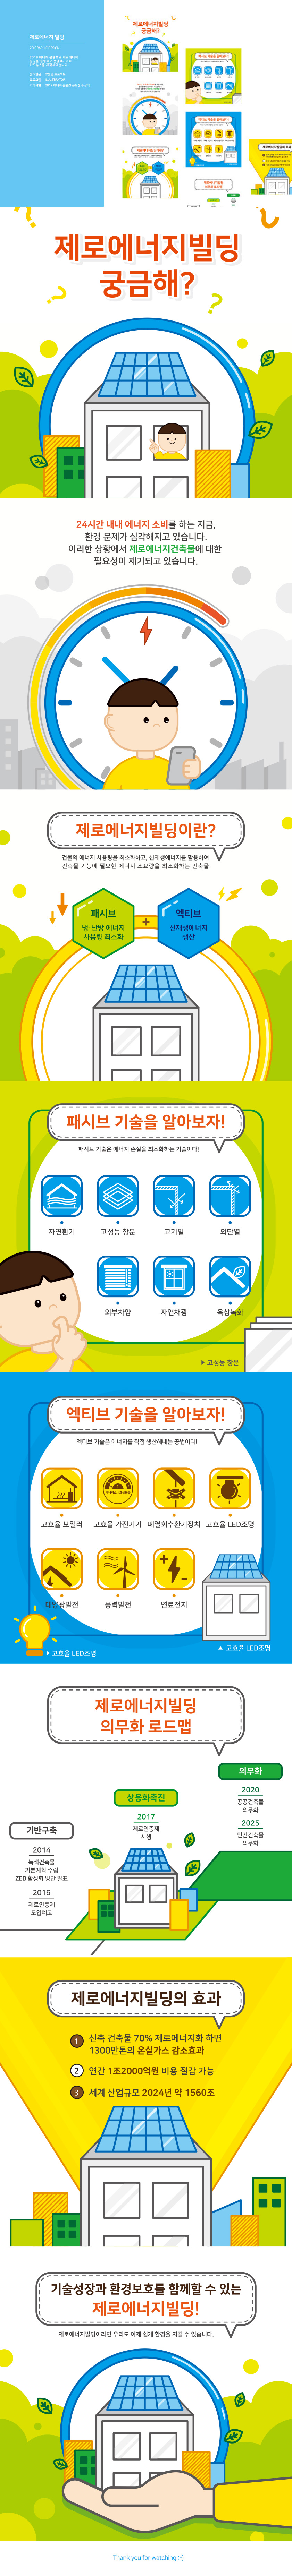 제로에너지 빌딩
제로에너지빌딩
궁금해?
24시간 내내 에너지 소비를 하는 지금,
환경 문제가 심각해지고 있습니다.
이러한 상황에서 제로에너지건축물에 대한
필요성이 제기되고 있습니다.
제로에너지빌딩이란?
건물의 에너지 사용량을 최소화하고, 신재생에너지를 활용하여
건축물 기능에 필요한 에너지 소요량을 최소화하는 건축물
패시브
냉·난방 에너지
사용량 최소화
+
엑티브
신재생에너지
생산
패시브 기술을 알아보자!
패시브 기술은 에너지 손실을 최소화하는 기술이다!
자연환기
고성능 창문
고기밀
외단열
외부차양
자연채광
옥상녹화
▶ 고성능 창문
엑티브 기술을 알아보자!
엑티브 기술은 에너지를 직접 생산해내는 공법이다!
고효율 보일러
고효율 가전기기
폐열회수환기장치
고효율 LED조명
태양광발전
풍력발전
연료전지
▶ 고효율 LED조명
▲ 고효율 LED조명
제로에너지빌딩
의무화 로드맵
기반구축
2014
녹색건축물
기본계획 수립
ZEB 활성화 방안 발표
2016
제로인증제
도입예고
상용화촉진
2017
제로인증제
시행
의무화
2020
공공건축물
의무화
2025
민간건축물
의무화
제로에너지빌딩의 효과
1 신축 건축물 70% 제로에너지화 하면
1300만톤의 온실가스 감소효과
2 연간 1조2000억원 비용 절감 가능
3 세계 산업규모 2024년 약 1560조
기술성장과 환경보호를 함께할 수 있는
제로에너지빌딩!
제로에너지빌딩이라면 우리도 이제 쉽게 환경을 지킬 수 있습니다.
Thank you for watching :-)